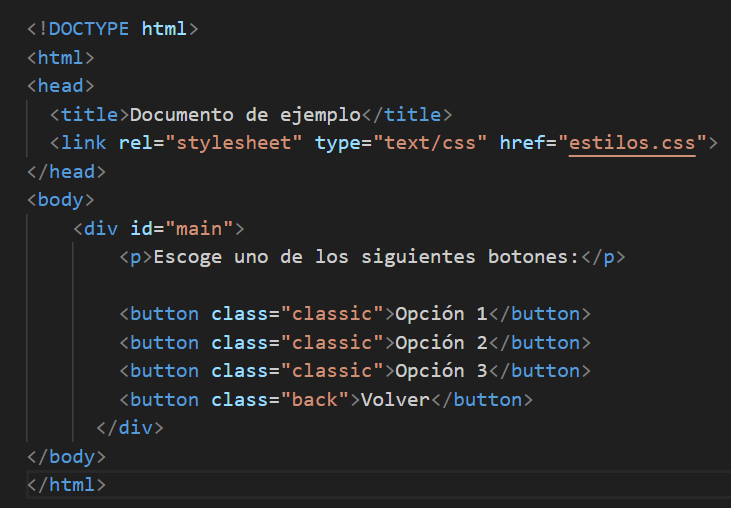 <!DOCTYPE html>
<html>
<head>
<title>Documento de ejemplo</title>
<link rel="stylesheet" type="text/css" href="estilos.css">
</head>
<body>
<div id="main">
<p>Escoge uno de los siguientes botones:</p>
<button class="classic">Opción 1</button>
<button class="classic">Opción 2</button>
<button class="classic">Opción 3</button>
<button class="back">Volver</button>
</div>
</body>
</html>